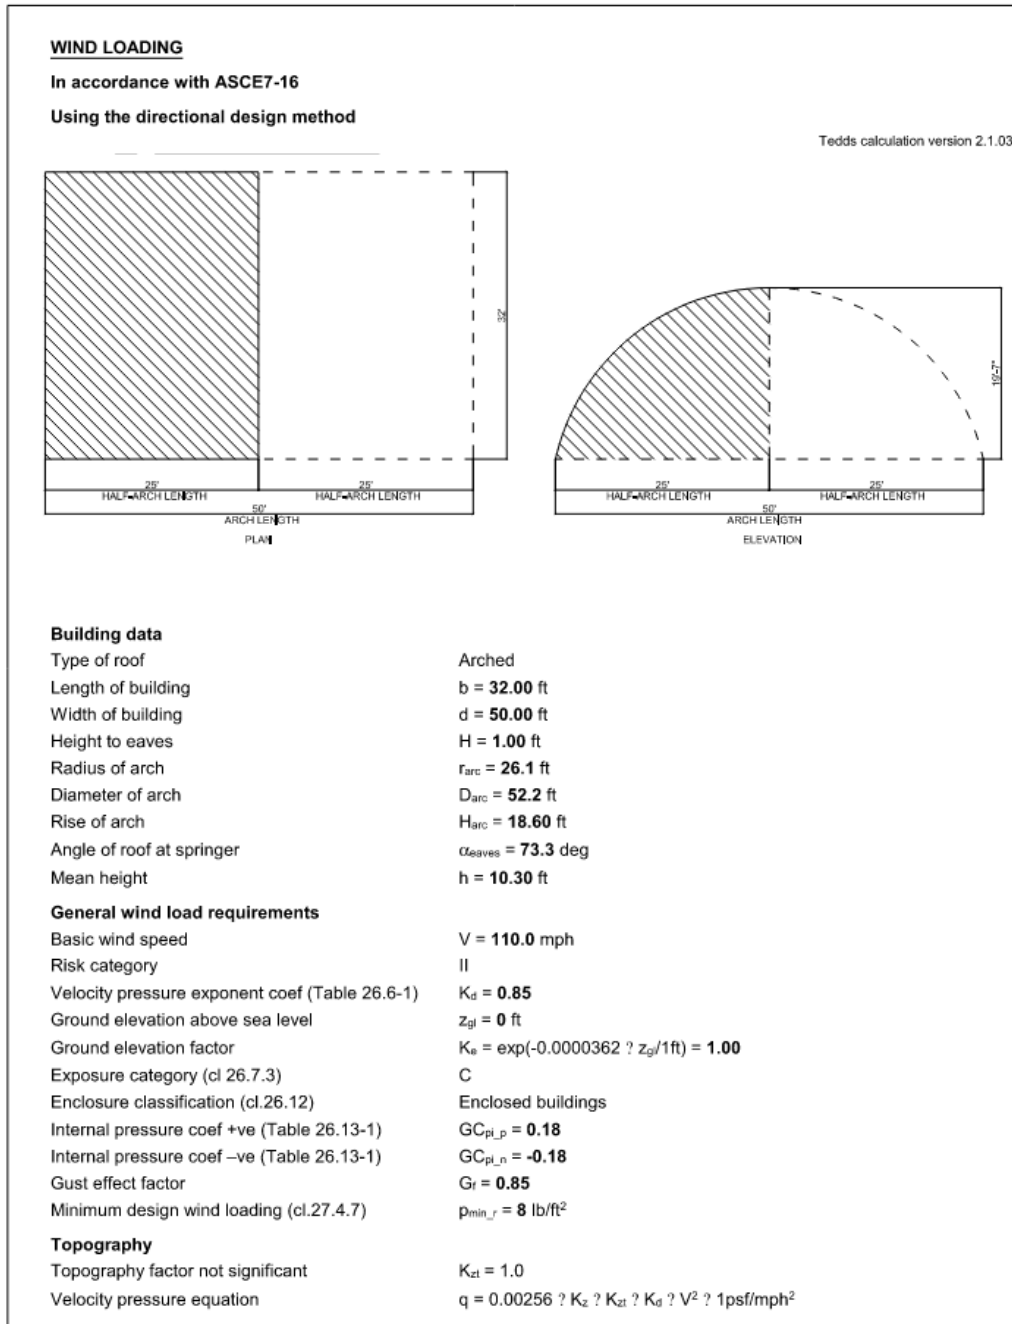 WIND LOADING
In accordance with ASCE7-16
Using the directional design method
Tedds calculation version 2.1.03
32'
25'
25'
HALF-ARCH LENGTH
HALF-ARCH LENGTH
50'
ARCH LENGTH
PLAN
19'-7"
25'
25'
HALF-ARCH LENGTH
HALF-ARCH LENGTH
50'
ARCH LENGTH
ELEVATION
Building data
Type of roof Arched
Length of building b = 32.00 ft
Width of building d = 50.00 ft
Height to eaves H = 1.00 ft
Radius of arch rarc = 26.1 ft
Diameter of arch Darc = 52.2 ft
Rise of arch Harc = 18.60 ft
Angle of roof at springer αeaves = 73.3 deg
Mean height h = 10.30 ft
General wind load requirements
Basic wind speed V = 110.0 mph
Risk category II
Velocity pressure exponent coef (Table 26.6-1) Kd = 0.85
Ground elevation above sea level zgl = 0 ft
Ground elevation factor Ke = exp(-0.0000362 ? zgl/1ft) = 1.00
Exposure category (cl 26.7.3) C
Enclosure classification (cl.26.12) Enclosed buildings
Internal pressure coef +ve (Table 26.13-1) GCpi_p = 0.18
Internal pressure coef –ve (Table 26.13-1) GCpi_n = -0.18
Gust effect factor Gf = 0.85
Minimum design wind loading (cl.27.4.7) pmin_r = 8 lb/ft²
Topography
Topography factor not significant Kzt = 1.0
Velocity pressure equation q = 0.00256 ? Kz ? Kzt ? Kd ? V² ? 1psf/mph²